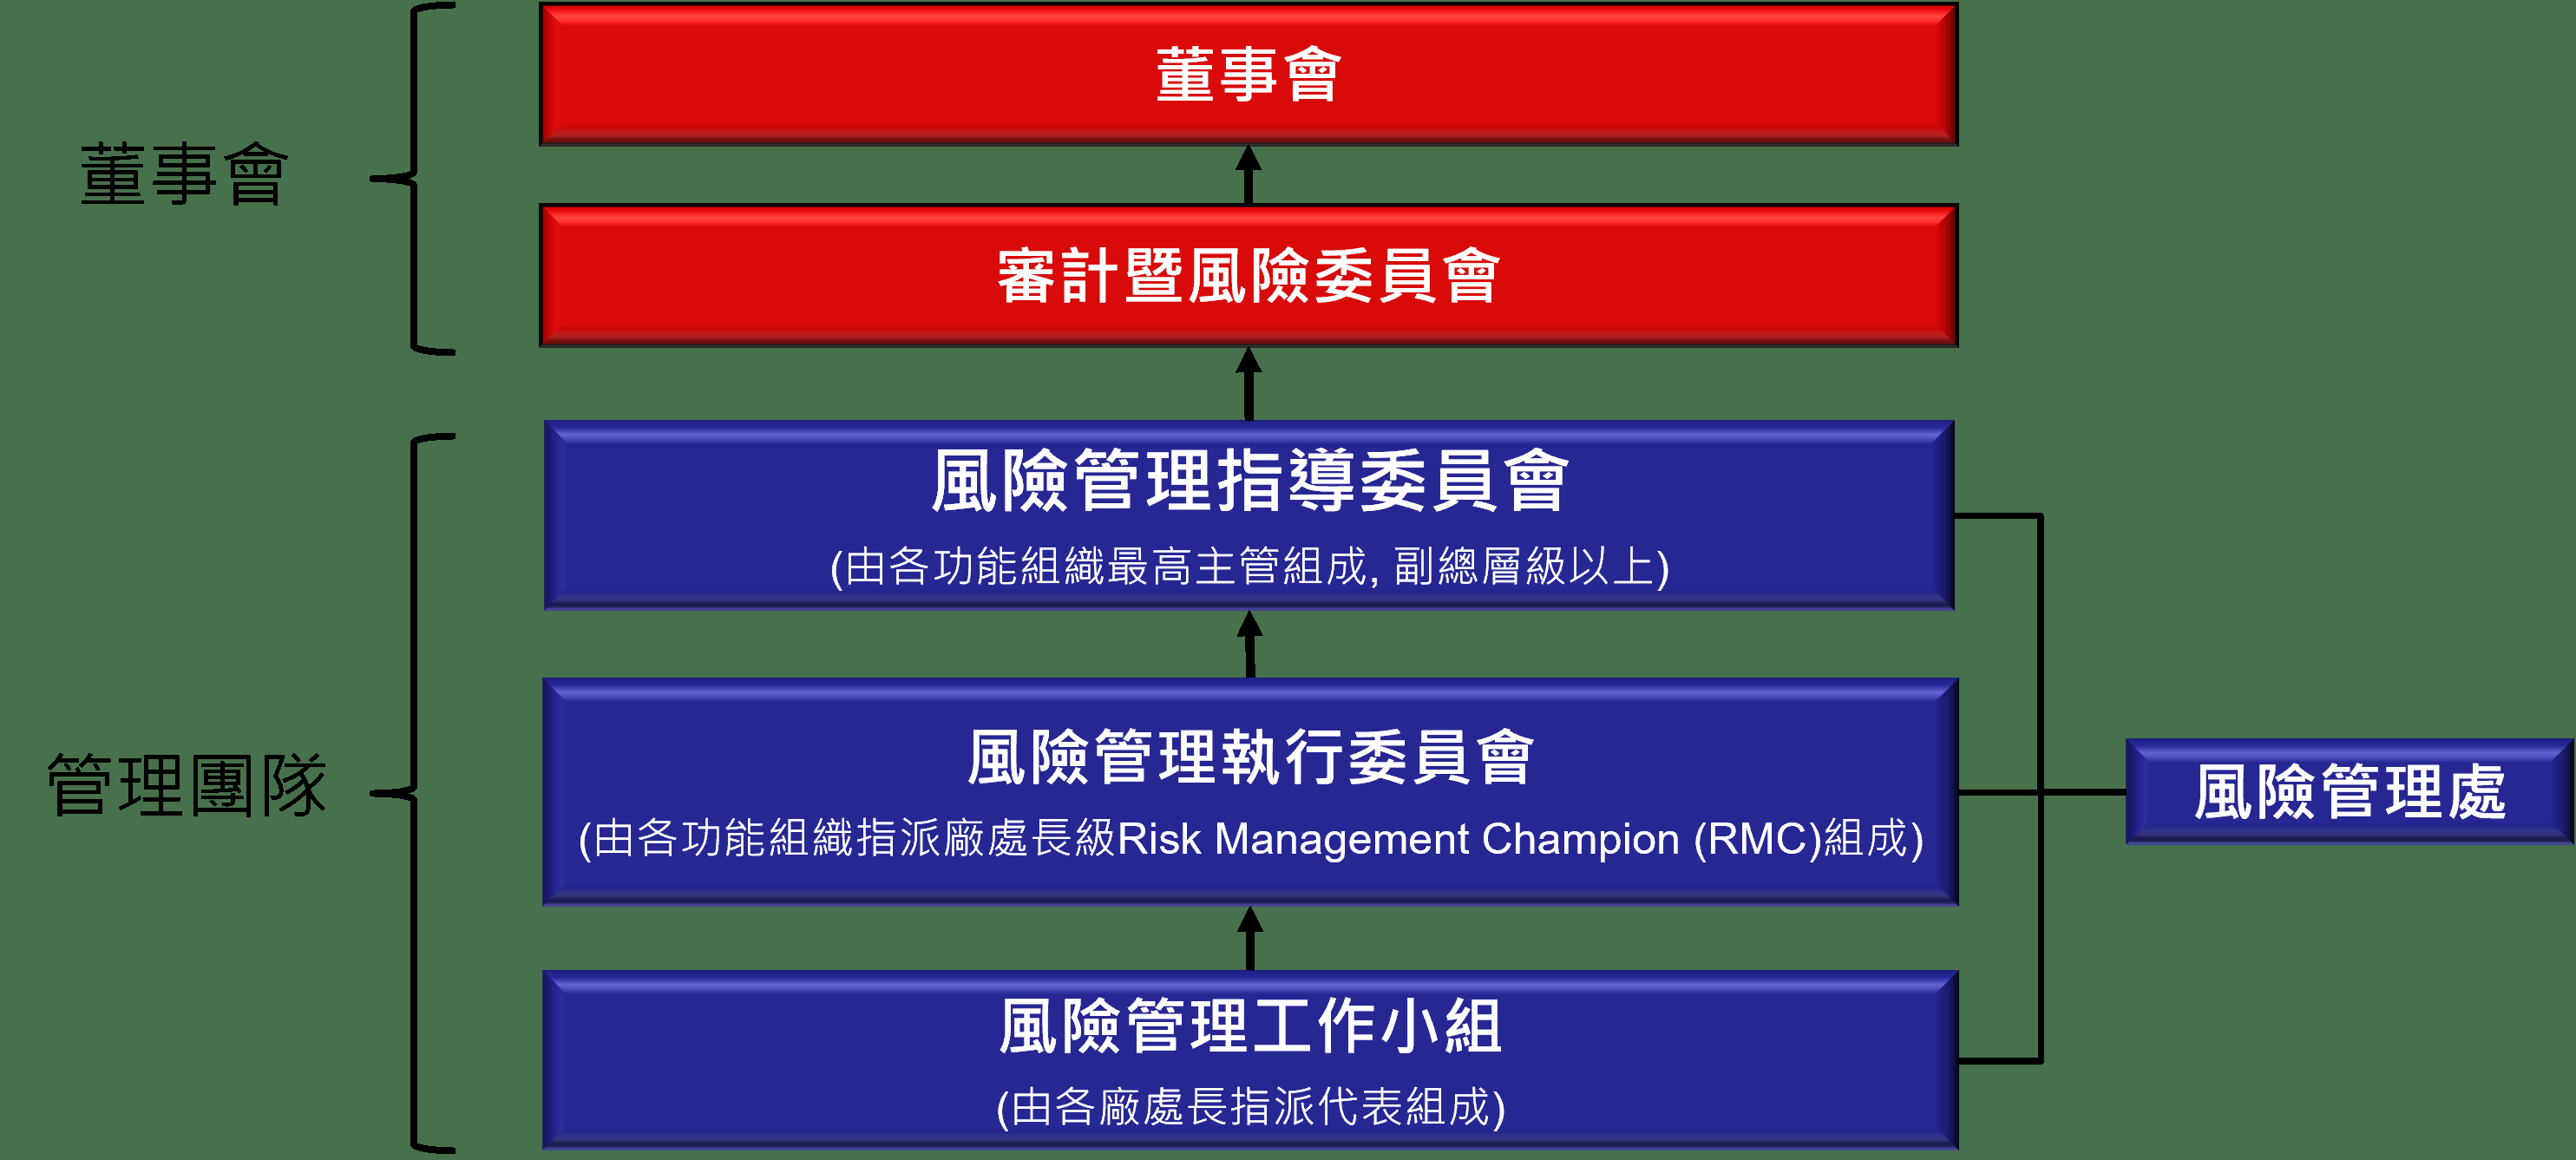 董事會
董事會
審計暨風險委員會
管理團隊
風險管理指導委員會
(由各功能組織最高主管組成, 副總層級以上)
風險管理執行委員會
(由各功能組織指派廠處長級Risk Management Champion (RMC)組成)
風險管理處
風險管理工作小組
(由各廠處長指派代表組成)